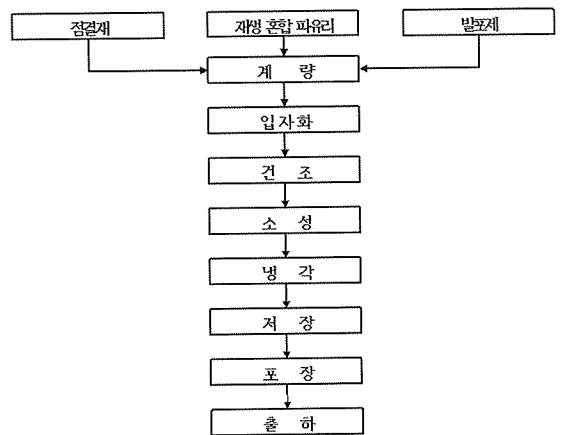 점결재
재생 혼합 파유리
발포제
계 량
입자화
건 조
소 성
냉 각
저 장
포 장
출 하